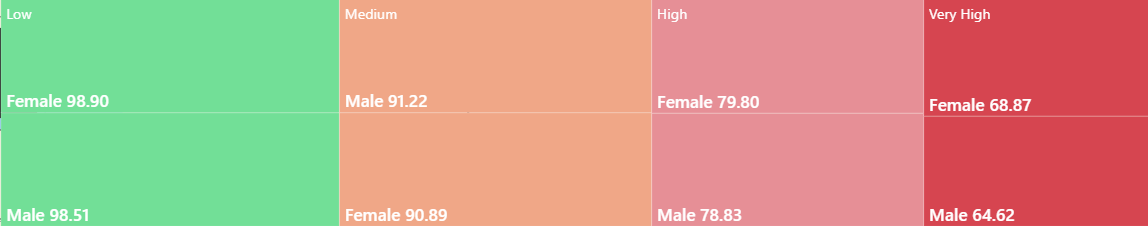 Low
Female 98.90
Male 98.51
Medium
Male 91.22
Female 90.89
High
Female 79.80
Male 78.83
Very High
Female 68.87
Male 64.62